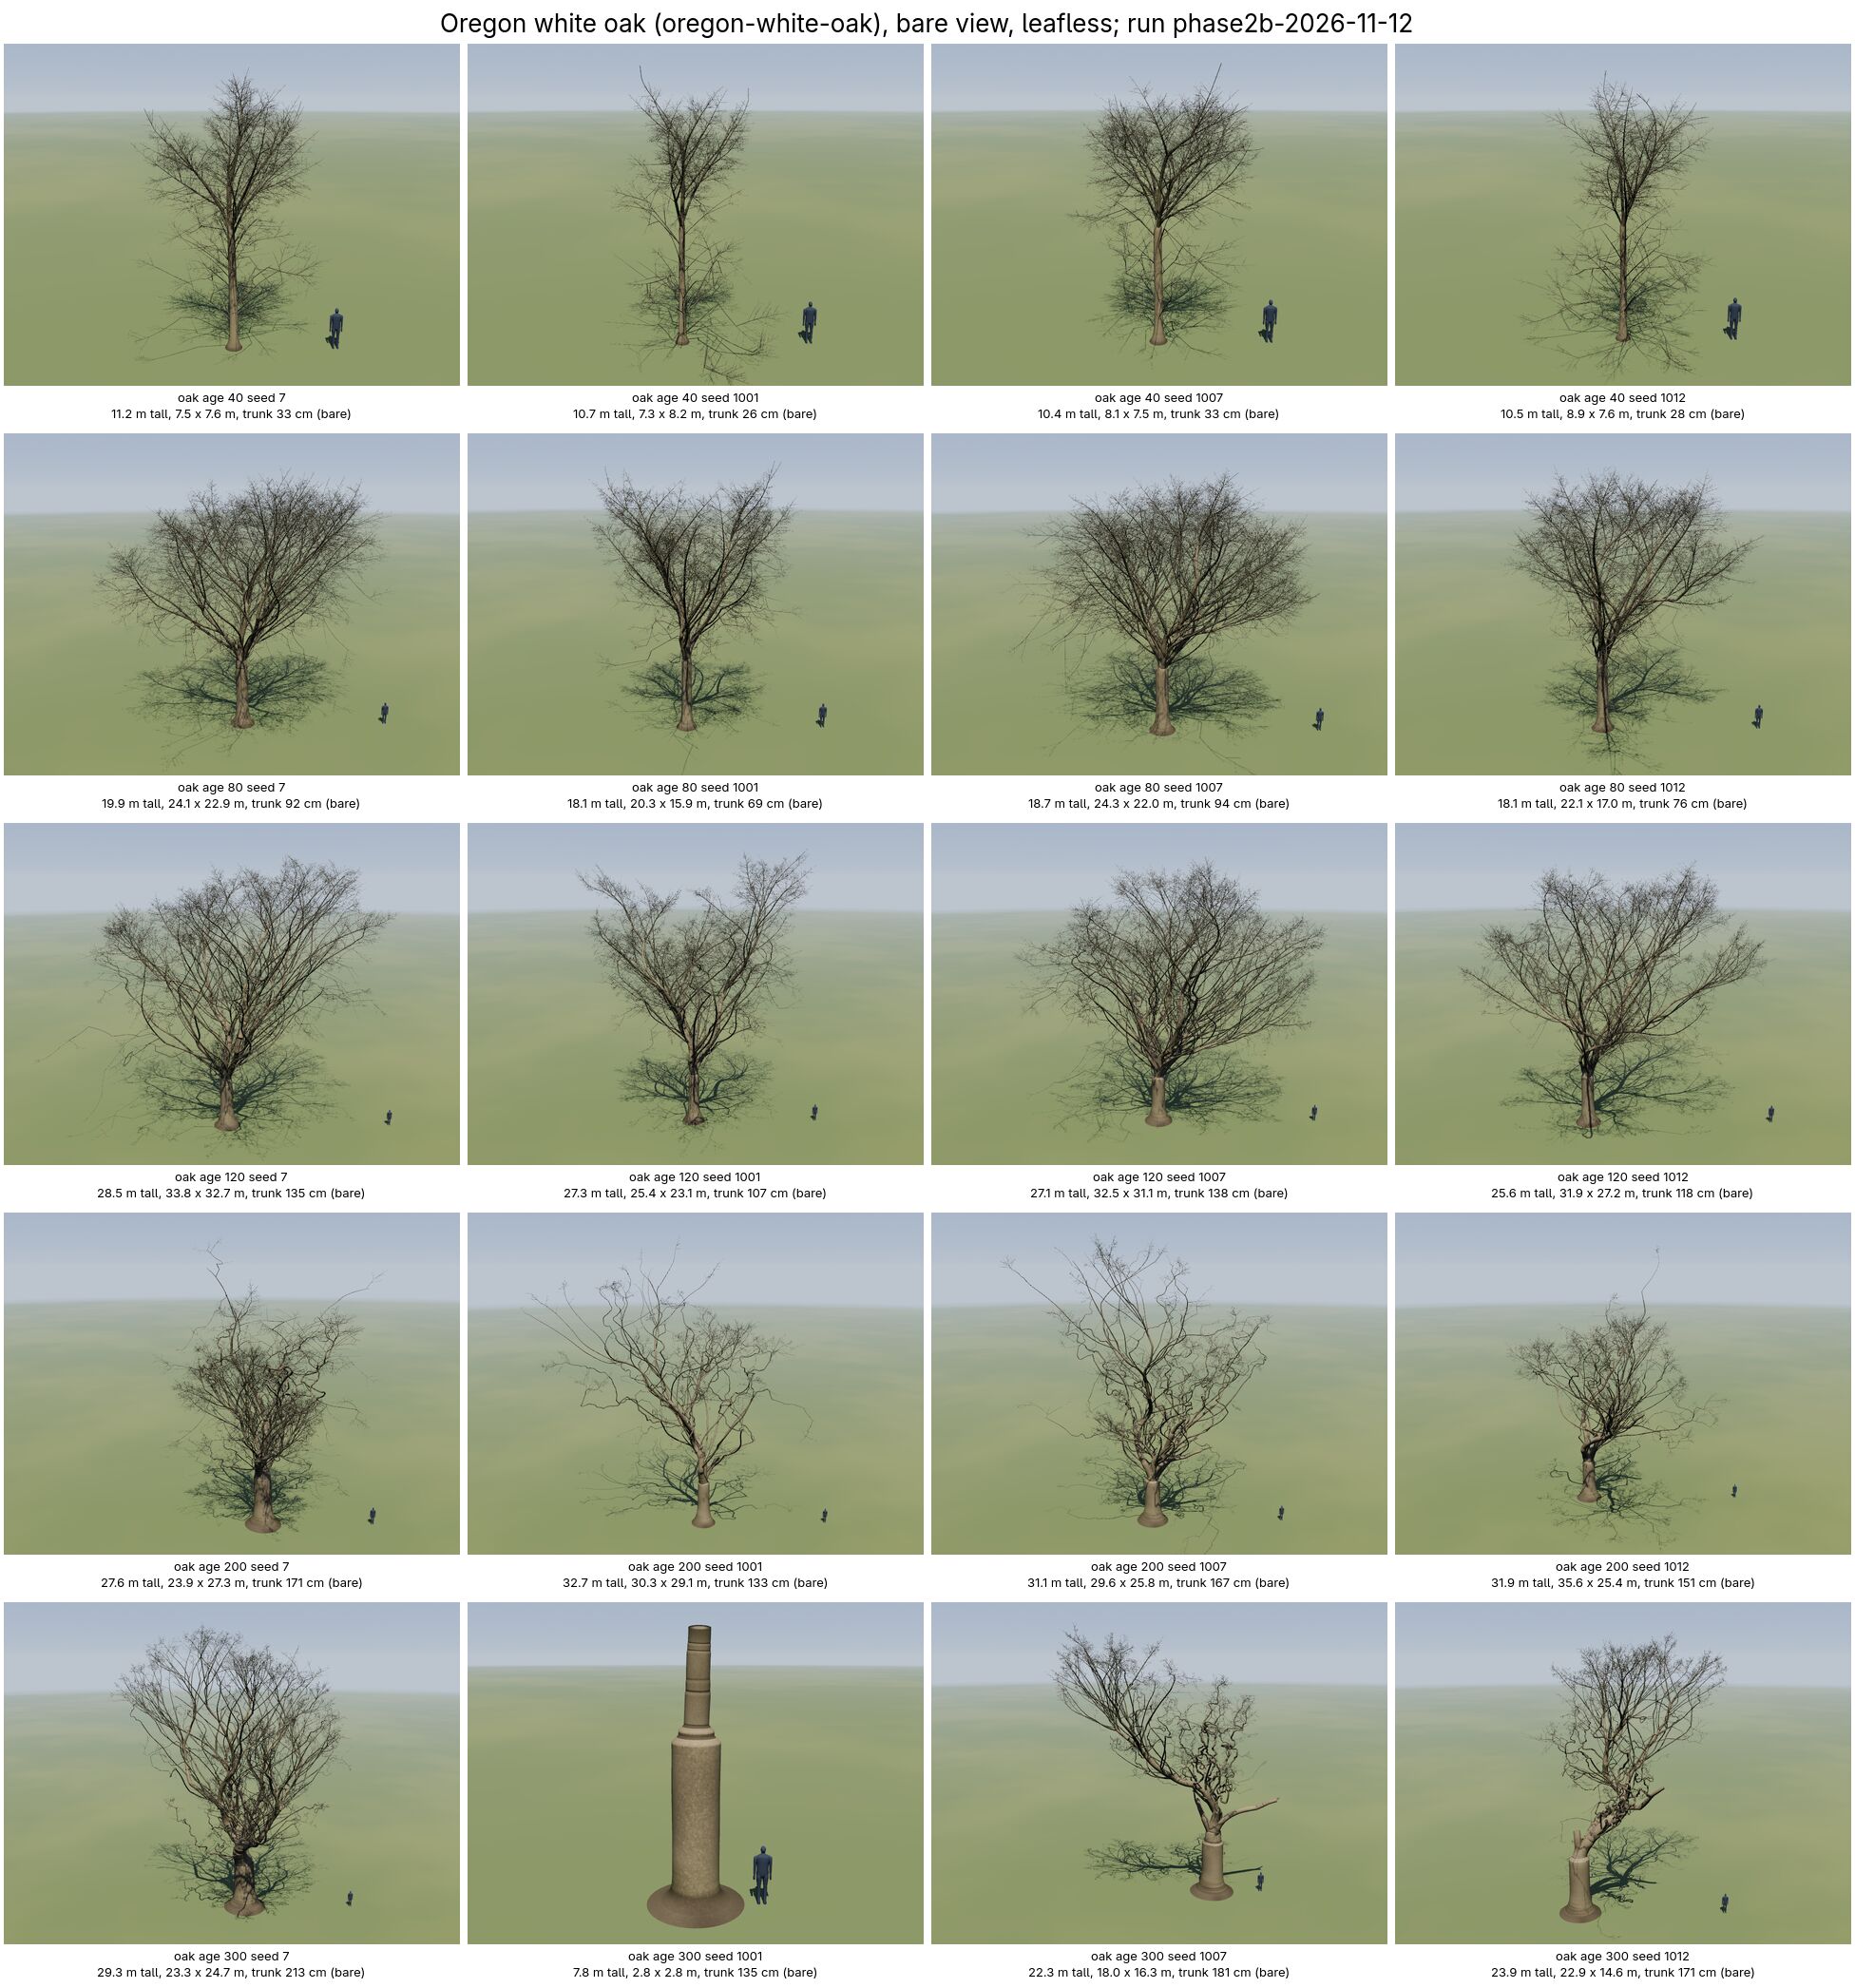 Oregon white oak (oregon-white-oak), bare view, leafless; run phase2b-2026-11-12
oak age 40 seed 7
11.2 m tall, 7.5 x 7.6 m, trunk 33 cm (bare)
oak age 40 seed 1001
10.7 m tall, 7.3 x 8.2 m, trunk 26 cm (bare)
oak age 40 seed 1007
10.4 m tall, 8.1 x 7.5 m, trunk 33 cm (bare)
oak age 40 seed 1012
10.5 m tall, 8.9 x 7.6 m, trunk 28 cm (bare)
oak age 80 seed 7
19.9 m tall, 24.1 x 22.9 m, trunk 92 cm (bare)
oak age 80 seed 1001
18.1 m tall, 20.3 x 15.9 m, trunk 69 cm (bare)
oak age 80 seed 1007
18.7 m tall, 24.3 x 22.0 m, trunk 94 cm (bare)
oak age 80 seed 1012
18.1 m tall, 22.1 x 17.0 m, trunk 76 cm (bare)
oak age 120 seed 7
28.5 m tall, 33.8 x 32.7 m, trunk 135 cm (bare)
oak age 120 seed 1001
27.3 m tall, 25.4 x 23.1 m, trunk 107 cm (bare)
oak age 120 seed 1007
27.1 m tall, 32.5 x 31.1 m, trunk 138 cm (bare)
oak age 120 seed 1012
25.6 m tall, 31.9 x 27.2 m, trunk 118 cm (bare)
oak age 200 seed 7
27.6 m tall, 23.9 x 27.3 m, trunk 171 cm (bare)
oak age 200 seed 1001
32.7 m tall, 30.3 x 29.1 m, trunk 133 cm (bare)
oak age 200 seed 1007
31.1 m tall, 29.6 x 25.8 m, trunk 167 cm (bare)
oak age 200 seed 1012
31.9 m tall, 35.6 x 25.4 m, trunk 151 cm (bare)
oak age 300 seed 7
29.3 m tall, 23.3 x 24.7 m, trunk 213 cm (bare)
oak age 300 seed 1001
7.8 m tall, 2.8 x 2.8 m, trunk 135 cm (bare)
oak age 300 seed 1007
22.3 m tall, 18.0 x 16.3 m, trunk 181 cm (bare)
oak age 300 seed 1012
23.9 m tall, 22.9 x 14.6 m, trunk 171 cm (bare)